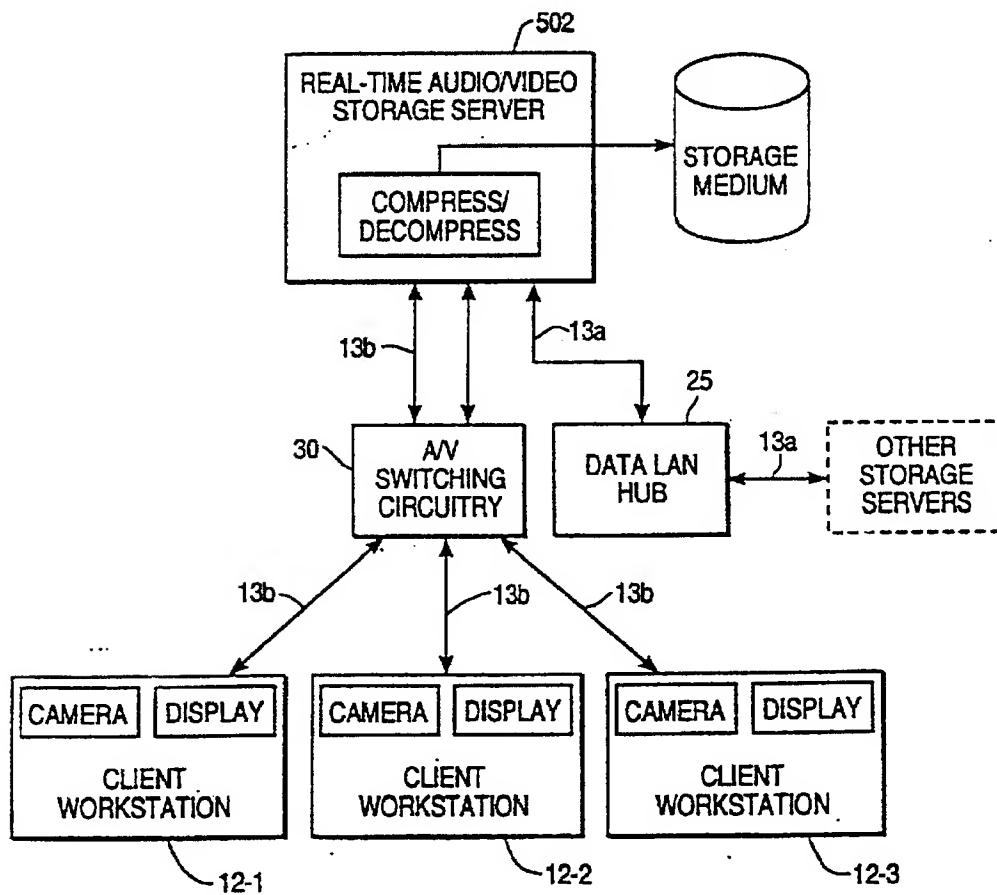 502
REAL-TIME AUDIO/VIDEO
STORAGE SERVER
COMPRESS/
DECOMPRESS
STORAGE
MEDIUM
13b
13a
25
30
A/V
SWITCHING
CIRCUITRY
DATA LAN
HUB
13a
OTHER
STORAGE
SERVERS
13b
13b
13b
CAMERA
DISPLAY
CLIENT
WORKSTATION
12-1
CAMERA
DISPLAY
CLIENT
WORKSTATION
12-2
CAMERA
DISPLAY
CLIENT
WORKSTATION
12-3